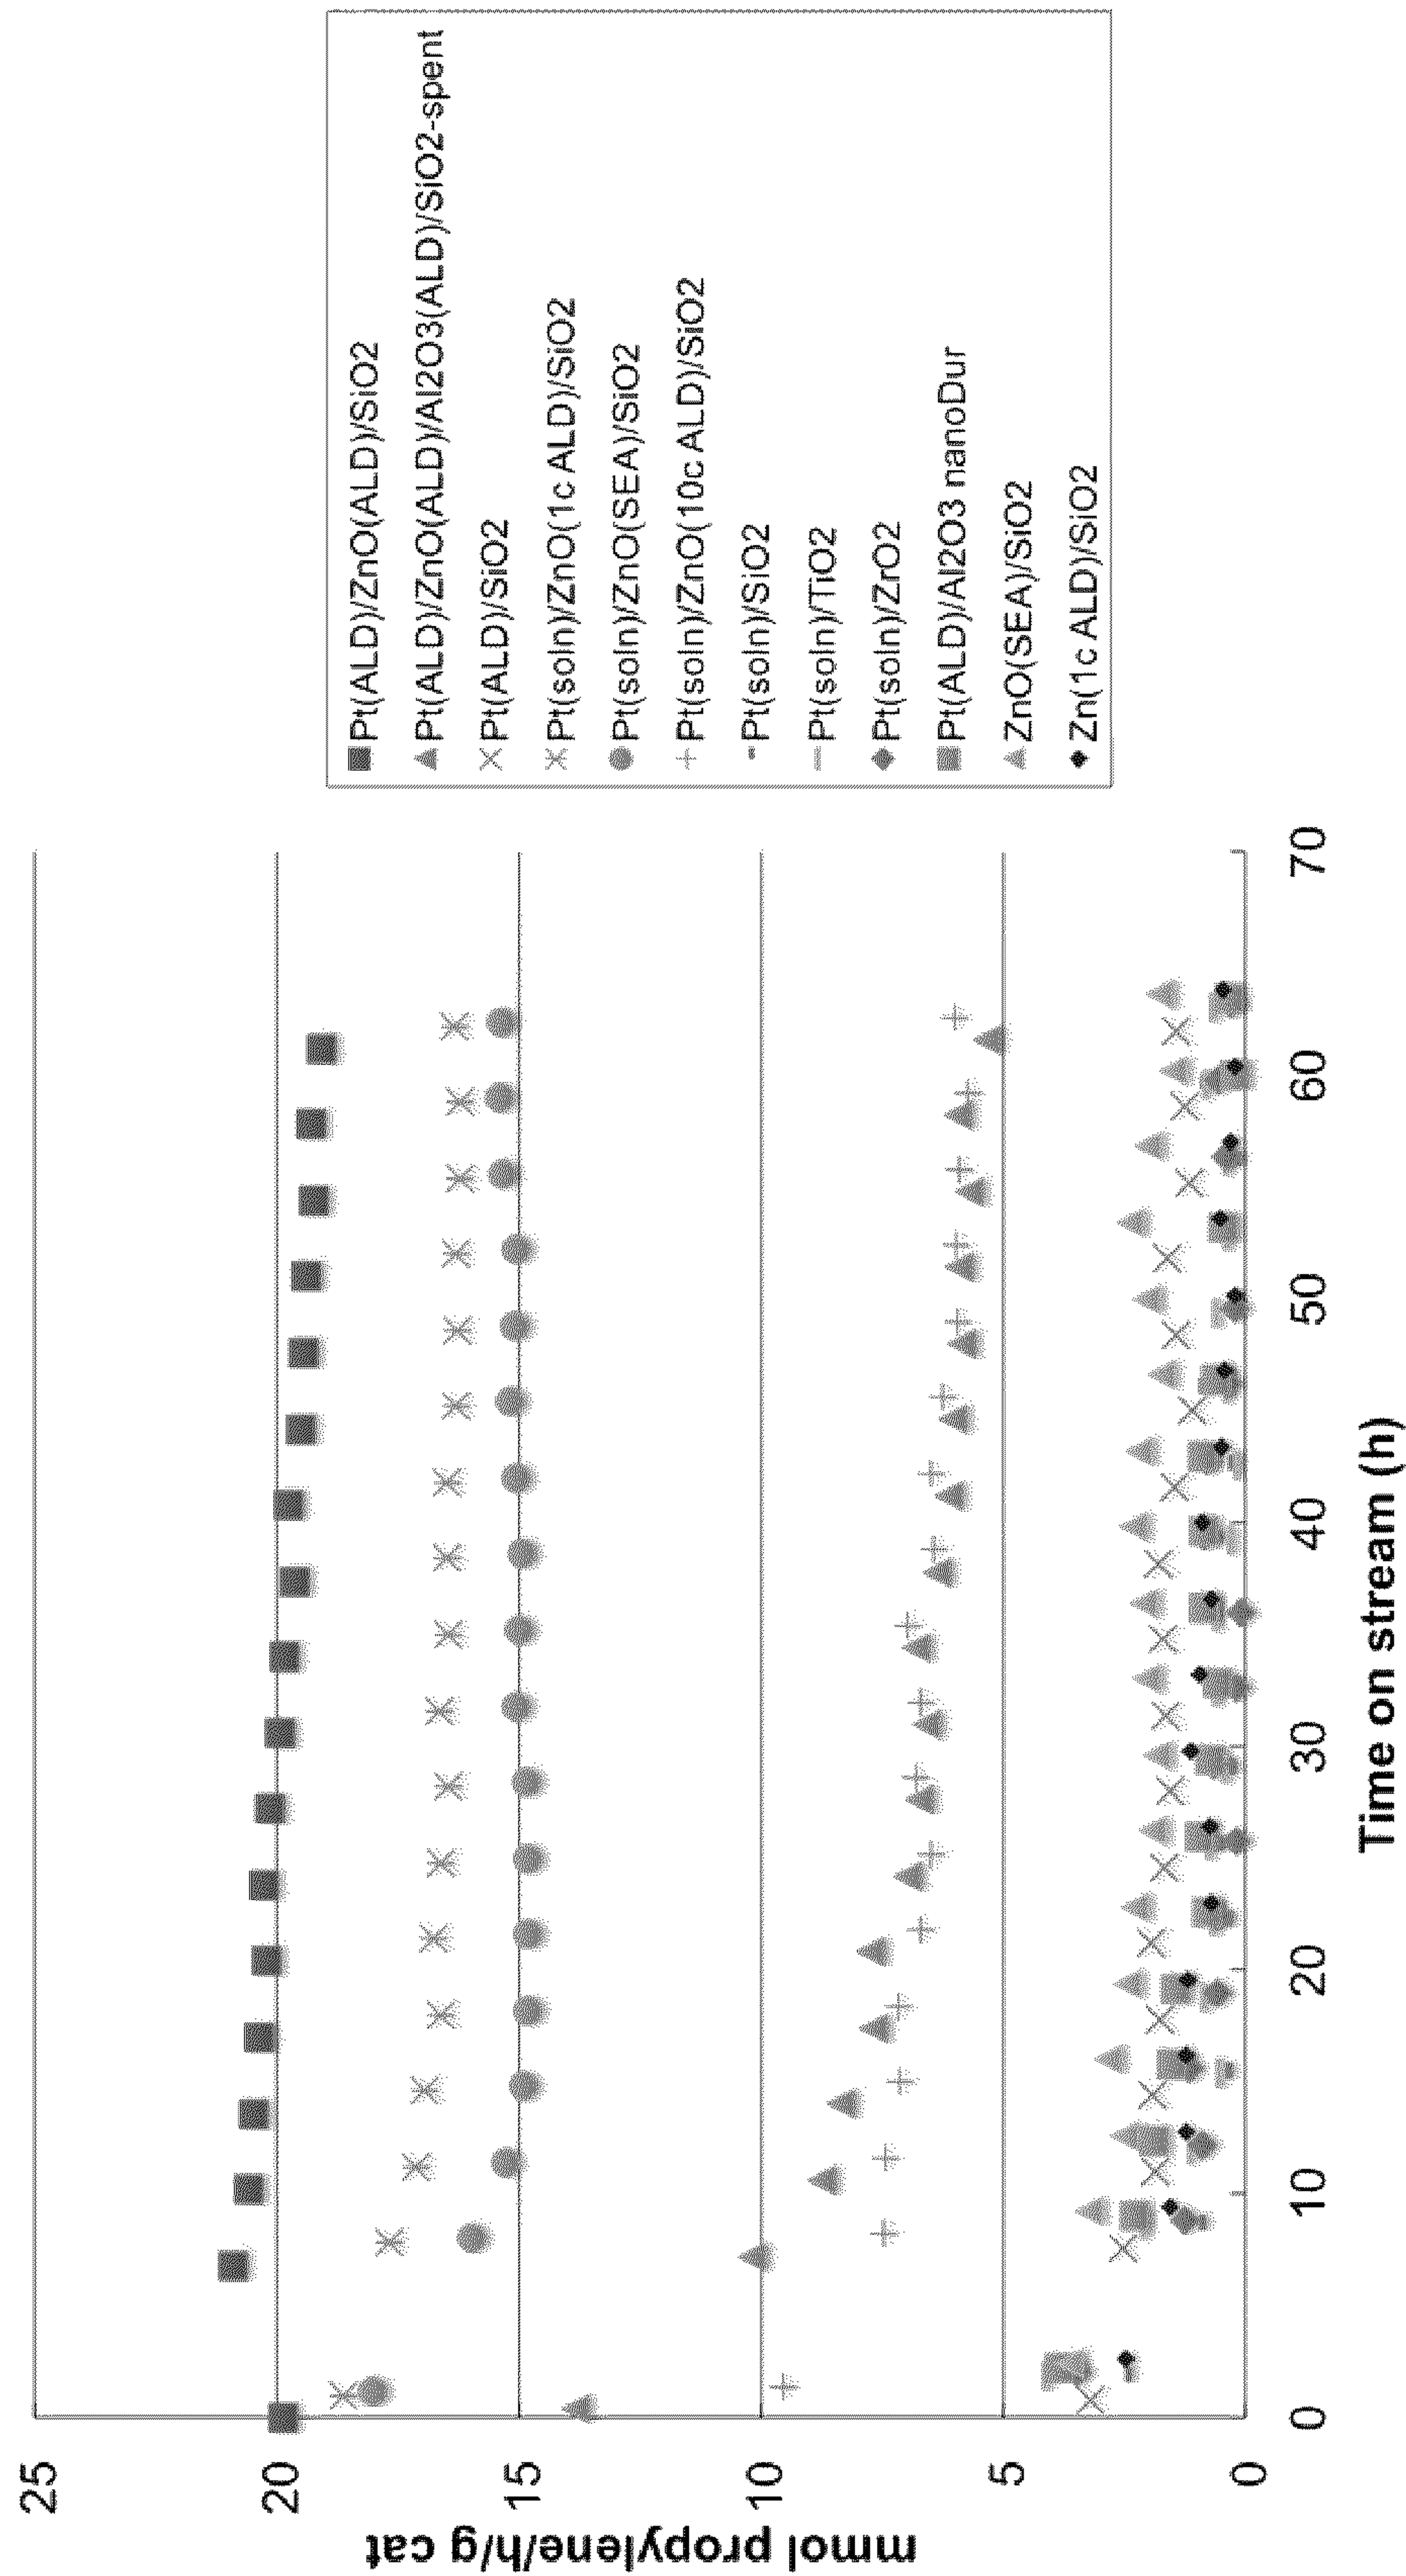 mmol propylene/h/g cat
25
20
15
10
5
0
0
10
20
30
40
50
60
70
Time on stream (h)
Pt(ALD)/ZnO(ALD)/SiO2
Pt(ALD)/ZnO(ALD)/Al2O3(ALD)/SiO2-spent
Pt(ALD)/SiO2
Pt(soln)/ZnO(1c ALD)/SiO2
Pt(soln)/ZnO(SEA)/SiO2
Pt(soln)/ZnO(10c ALD)/SiO2
Pt(soln)/SiO2
Pt(soln)/TiO2
Pt(soln)/ZrO2
Pt(ALD)/Al2O3 nanoDur
ZnO(SEA)/SiO2
Zn(1c ALD)/SiO2